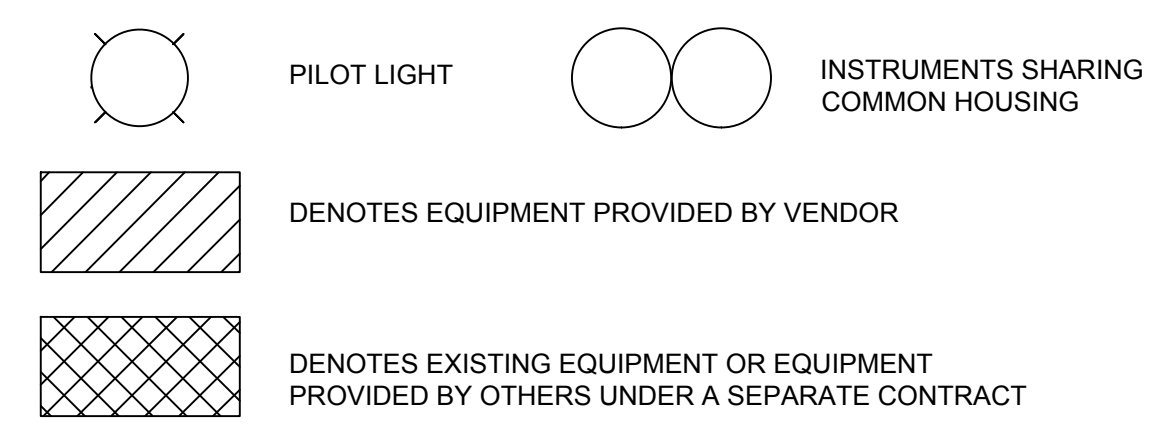 PILOT LIGHT
INSTRUMENTS SHARING
COMMON HOUSING
DENOTES EQUIPMENT PROVIDED BY VENDOR
DENOTES EXISTING EQUIPMENT OR EQUIPMENT
PROVIDED BY OTHERS UNDER A SEPARATE CONTRACT